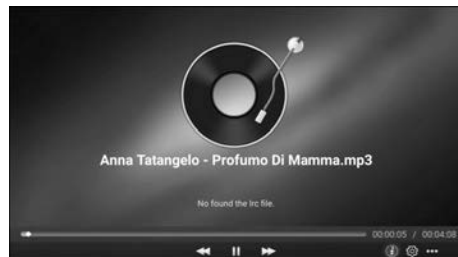 Anna Tatangelo - Profumo Di Mamma.mp3
No found the lrc file.
00:00:05 / 00:04:08